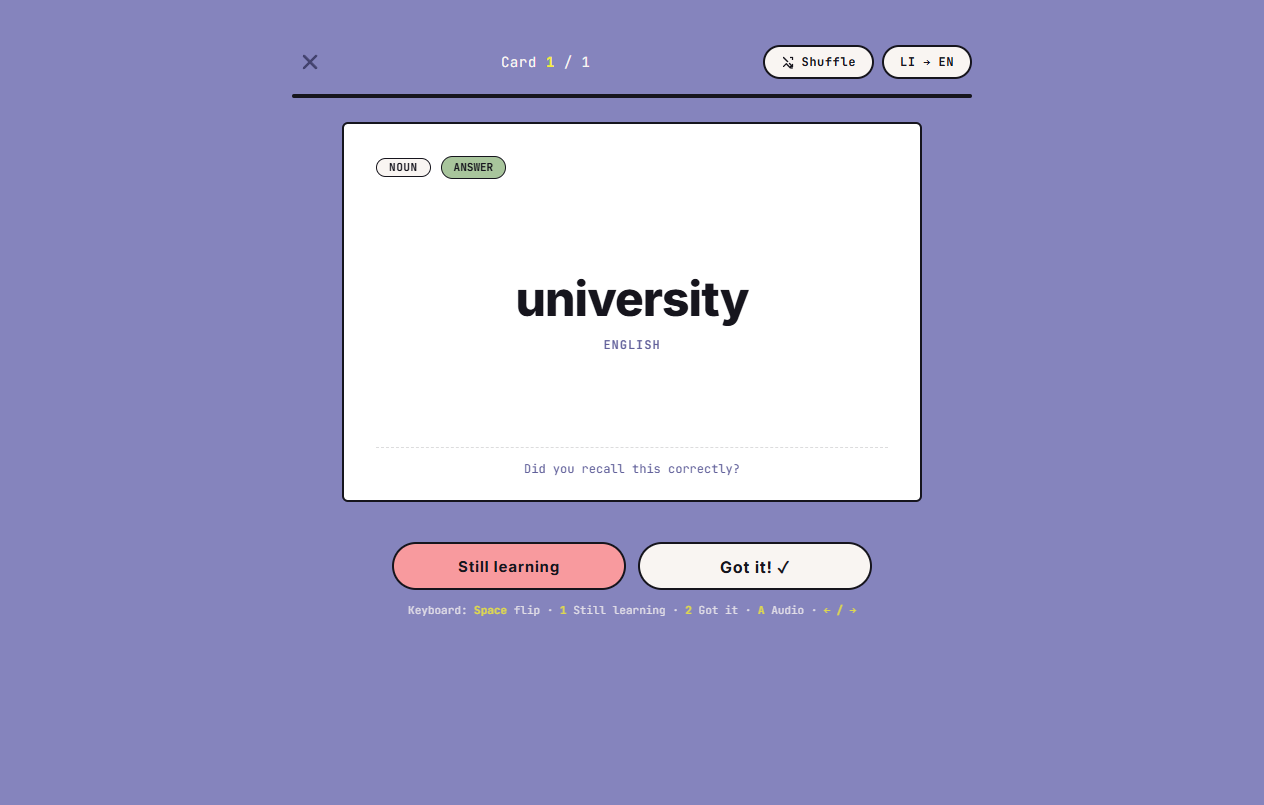 Card 1 / 1
Shuffle
LI → EN
NOUN
ANSWER
university
ENGLISH
Did you recall this correctly?
Still learning
Got it! ✓
Keyboard: Space flip · 1 Still learning · 2 Got it · A Audio · ← / →